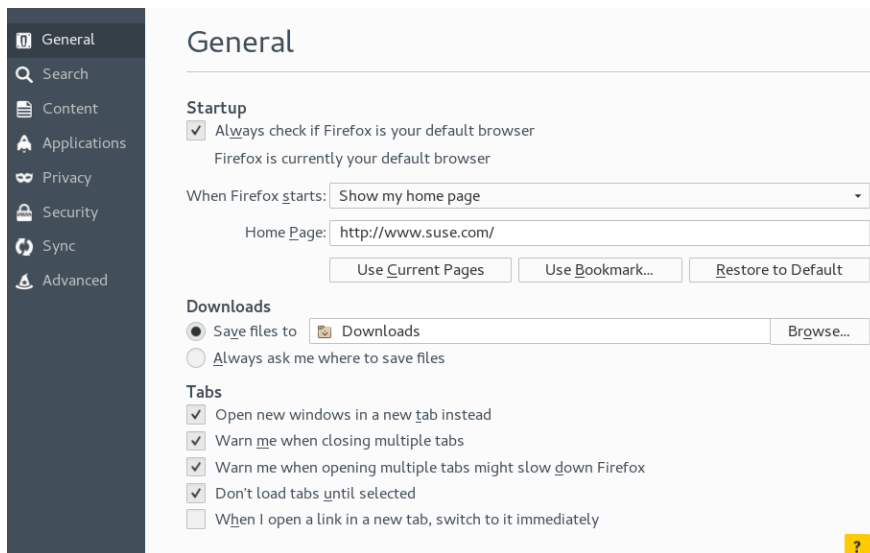 General
Search
Content
Applications
Privacy
Security
Sync
Advanced
General
Startup
Always check if Firefox is your default browser
Firefox is currently your default browser
When Firefox starts: Show my home page
Home Page: http://www.suse.com/
Use Current Pages Use Bookmark... Restore to Default
Downloads
Save files to Downloads Browse...
Always ask me where to save files
Tabs
Open new windows in a new tab instead
Warn me when closing multiple tabs
Warn me when opening multiple tabs might slow down Firefox
Don't load tabs until selected
When I open a link in a new tab, switch to it immediately
?